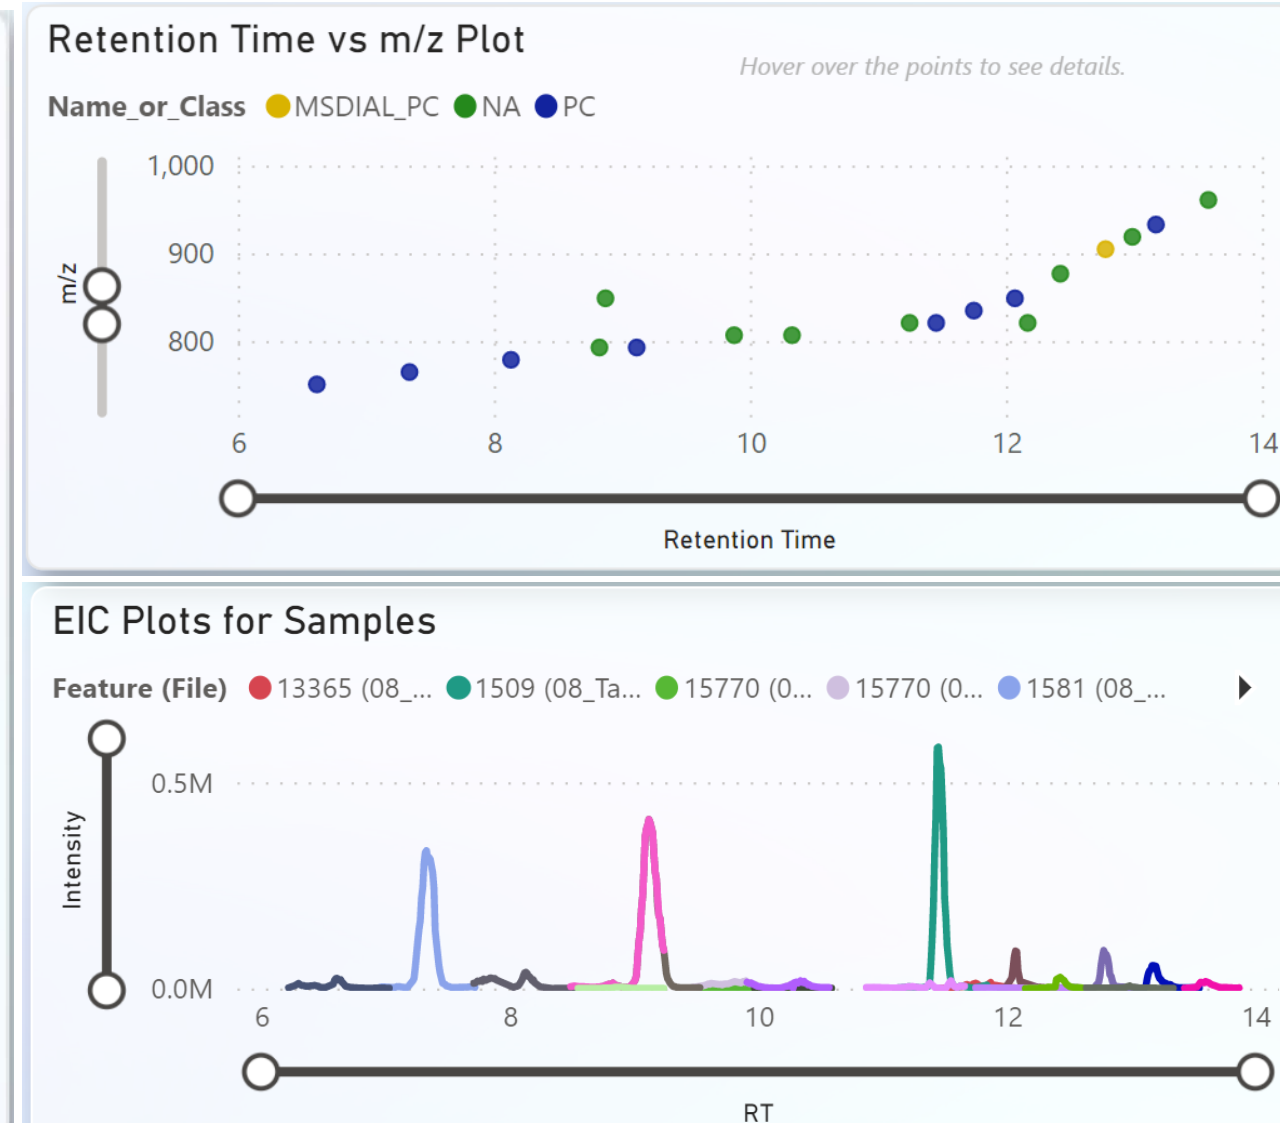 Retention Time vs m/z Plot
Hover over the points to see details.
Name_or_Class MSDIAL_PC NA PC
1,000
900
800
m/z
6 8 10 12 14
Retention Time
EIC Plots for Samples
Feature (File) 13365 (08_... 1509 (08_Ta... 15770 (0... 15770 (0... 1581 (08_...
0.5M
0.0M
Intensity
6 8 10 12 14
RT